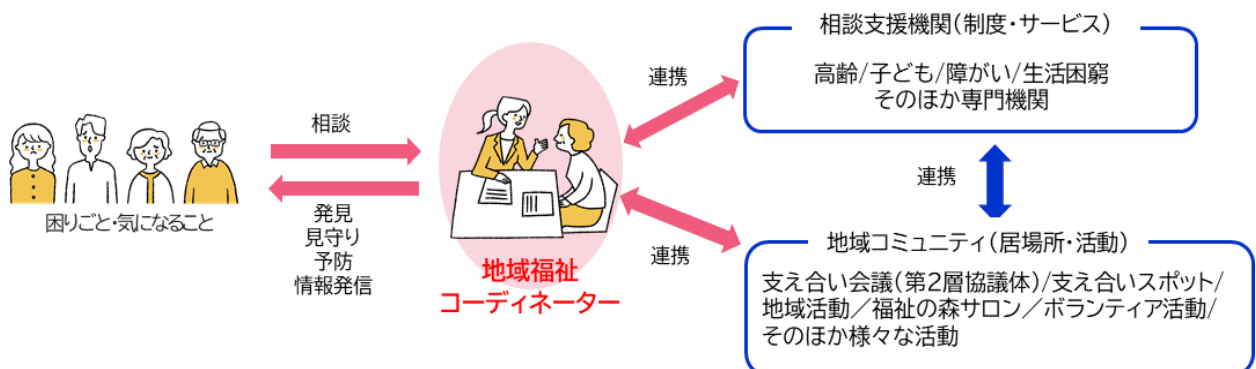 困りごと・気になること
相談
発見
見守り
予防
情報発信
地域福祉
コーディネーター
連携
連携
相談支援機関(制度・サービス)
高齢/子ども/障がい/生活困窮
そのほか専門機関
連携
地域コミュニティ(居場所・活動)
支え合い会議(第2層協議体)/支え合いスポット/
地域活動／福祉の森サロン／ボランティア活動/
そのほか様々な活動